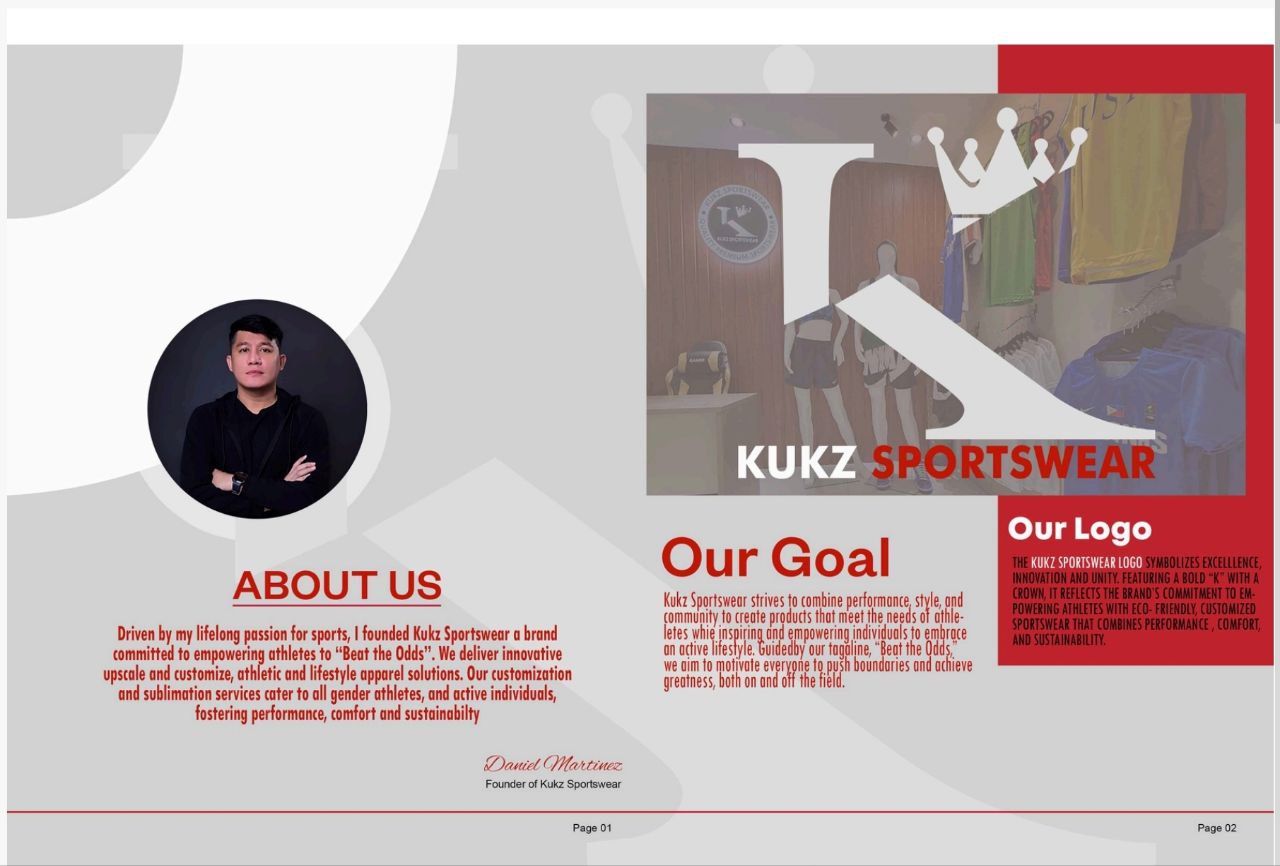 ABOUT US
Driven by my lifelong passion for sports, I founded Kukz Sportswear a brand
committed to empowering athletes to “Beat the Odds”. We deliver innovative
upscale and customize, athletic and lifestyle apparel solutions. Our customization
and sublimation services cater to all gender athletes, and active individuals,
fostering performance, comfort and sustainabilty
Daniel Martinez
Founder of Kukz Sportswear
Page 01
KUKZ SPORTSWEAR
KUKZ SPORTSWEAR
Our Goal
Kukz Sportswear strives to combine performance, style, and
community to create products that meet the needs of athle-
letes whie inspiring and empowering individuals to embrace
an active lifestyle. Guidedby our tagline, “Beat the Odds,”
we aim to motivate everyone to push boundaries and achieve
greatness, both on and off the field.
Our Logo
THE KUKZ SPORTSWEAR LOGO SYMBOLIZES EXCELLLENCE,
INNOVATION AND UNITY. FEATURING A BOLD “K” WITH A
CROWN, IT REFLECTS THE BRAND'S COMMITMENT TO EM-
POWERING ATHLETES WITH ECO- FRIENDLY, CUSTOMIZED
SPORTSWEAR THAT COMBINES PERFORMANCE , COMFORT,
AND SUSTAINABILITY.
Page 02